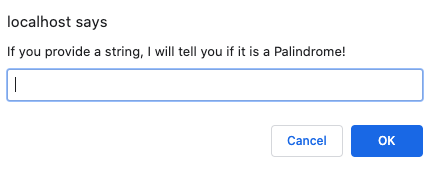 localhost says
If you provide a string, I will tell you if it is a Palindrome!
Cancel OK